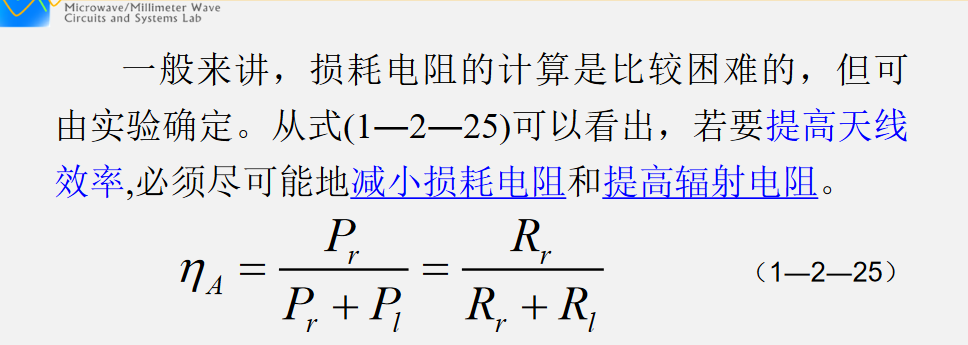 Microwave/Millimeter Wave
Circuits and Systems Lab
一般来讲，损耗电阻的计算是比较困难的，但可
由实验确定。从式(1—2—25)可以看出，若要提高天线
效率,必须尽可能地减小损耗电阻和提高辐射电阻。
η_A = P_r / (P_r + P_l) = R_r / (R_r + R_l) （1—2—25）